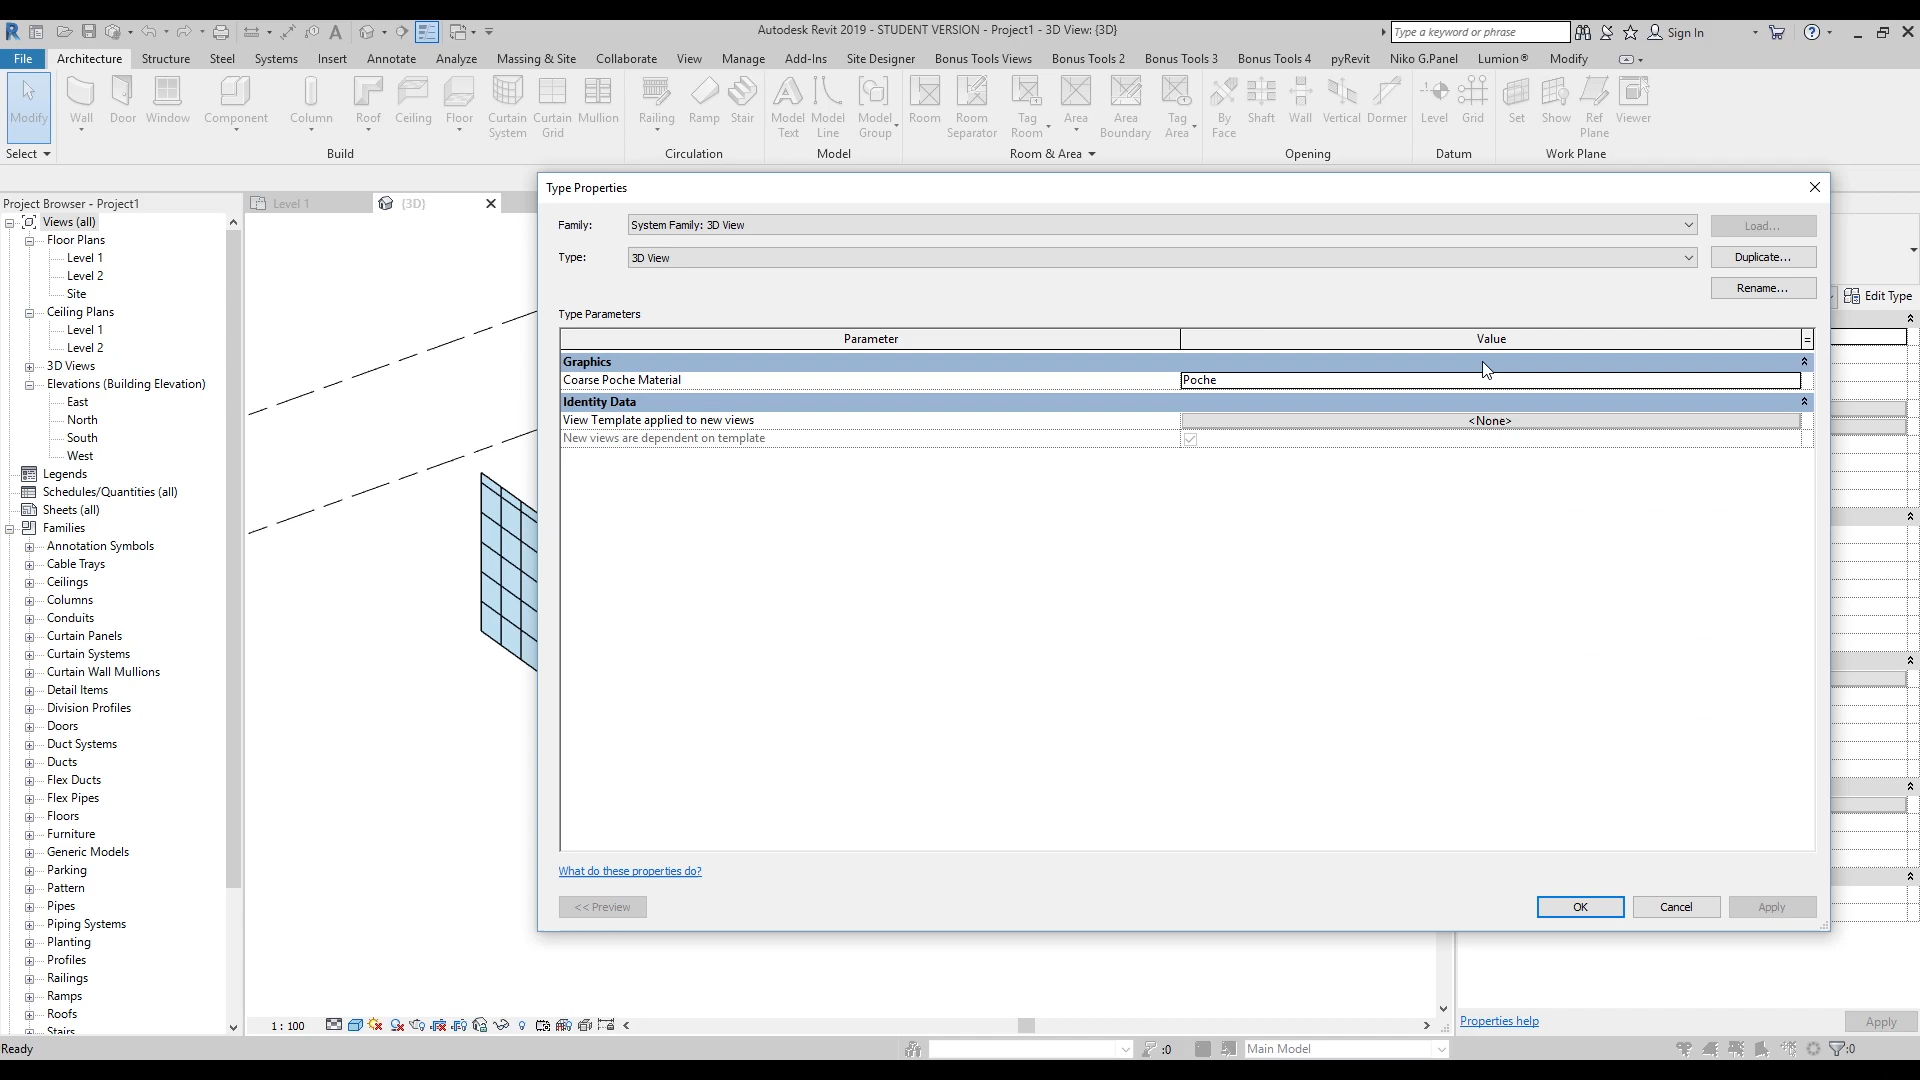 Autodesk Revit 2019 - STUDENT VERSION - Project1 - 3D View: {3D}
Type a keyword or phrase
Sign In
File Architecture Structure Steel Systems Insert Annotate Analyze Massing & Site Collaborate View Manage Add-Ins Site Designer Bonus Tools Views Bonus Tools 2 Bonus Tools 3 Bonus Tools 4 pyRevit Niko G.Panel Lumion® Modify
Modify Wall Door Window Component Column Roof Ceiling Floor Curtain System Curtain Grid Mullion Railing Ramp Stair Model Text Model Line Model Group Room Room Separator Tag Room Area Area Boundary Tag Area By Face Shaft Wall Vertical Dormer Level Grid Set Show Ref Plane Viewer
Select Build Circulation Model Room & Area Opening Datum Work Plane
Project Browser - Project1
Level 1
{3D}
Views (all)
Floor Plans
Level 1
Level 2
Site
Ceiling Plans
Level 1
Level 2
3D Views
Elevations (Building Elevation)
East
North
South
West
Legends
Schedules/Quantities (all)
Sheets (all)
Families
Annotation Symbols
Cable Trays
Ceilings
Columns
Conduits
Curtain Panels
Curtain Systems
Curtain Wall Mullions
Detail Items
Division Profiles
Doors
Duct Systems
Ducts
Flex Ducts
Flex Pipes
Floors
Furniture
Generic Models
Parking
Pattern
Pipes
Piping Systems
Planting
Profiles
Railings
Ramps
Roofs
Stairs
Type Properties
Family: System Family: 3D View Load...
Type: 3D View Duplicate...
Rename...
Type Parameters
Parameter Value =
Graphics
Coarse Poche Material Poche
Identity Data
View Template applied to new views <None>
New views are dependent on template
What do these properties do?
<< Preview OK Cancel Apply
Edit Type
Properties help Apply
1 : 100
Ready :0 Main Model :0